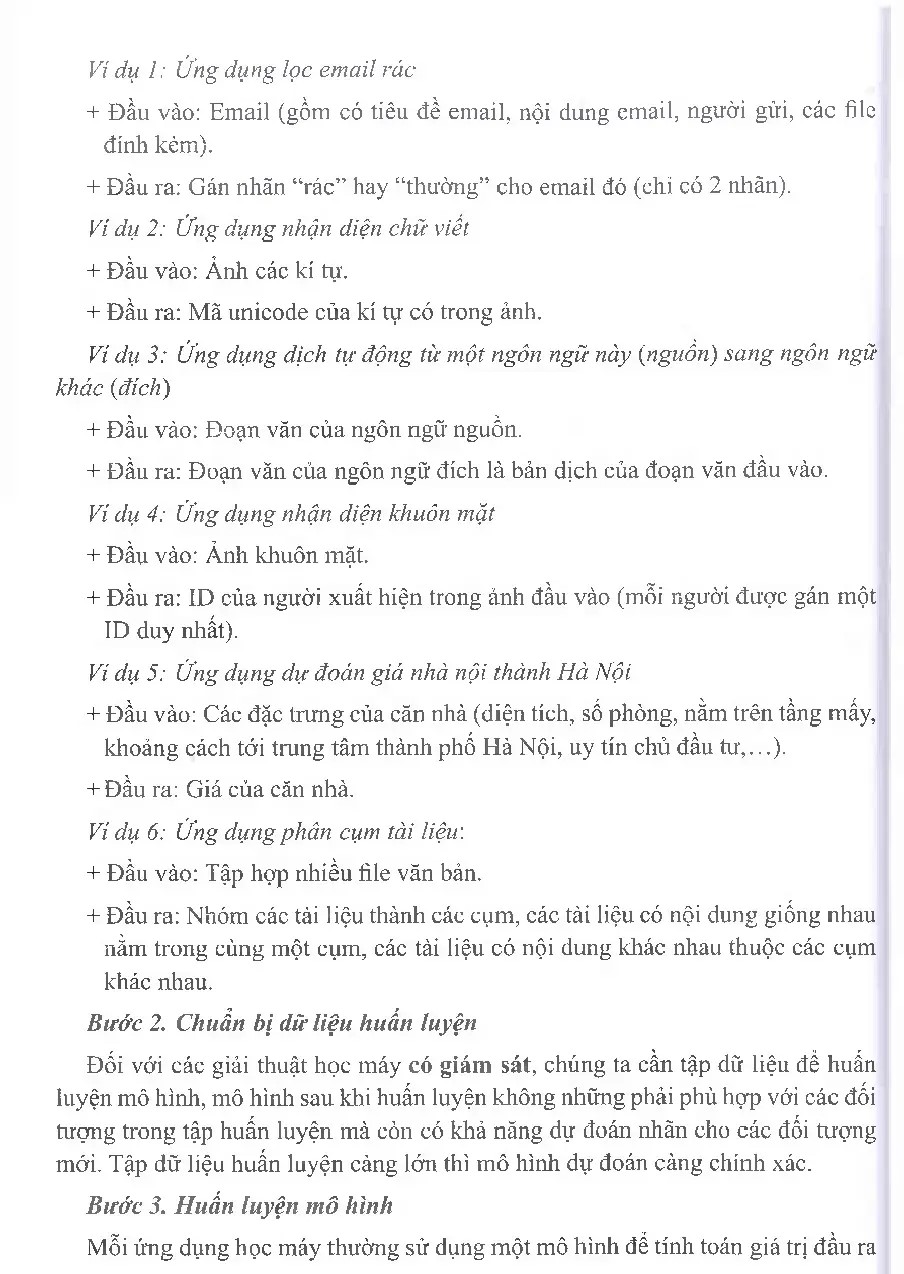 Ví dụ 1: Ứng dụng lọc email rác
+ Đầu vào: Email (gồm có tiêu đề email, nội dung email, người gửi, các file
đính kèm).
+ Đầu ra: Gán nhãn “rác” hay “thường” cho email đó (chỉ có 2 nhãn).
Ví dụ 2: Ứng dụng nhận diện chữ viết
+ Đầu vào: Ảnh các kí tự.
+ Đầu ra: Mã unicode của kí tự có trong ảnh.
Ví dụ 3: Ứng dụng dịch tự động từ một ngôn ngữ này (nguồn) sang ngôn ngữ
khác (đích)
+ Đầu vào: Đoạn văn của ngôn ngữ nguồn.
+ Đầu ra: Đoạn văn của ngôn ngữ đích là bản dịch của đoạn văn đầu vào.
Ví dụ 4: Ứng dụng nhận diện khuôn mặt
+ Đầu vào: Ảnh khuôn mặt.
+ Đầu ra: ID của người xuất hiện trong ảnh đầu vào (mỗi người được gán một
ID duy nhất).
Ví dụ 5: Ứng dụng dự đoán giá nhà nội thành Hà Nội
+ Đầu vào: Các đặc trưng của căn nhà (diện tích, số phòng, nằm trên tầng mấy,
khoảng cách tới trung tâm thành phố Hà Nội, uy tín chủ đầu tư,...).
+ Đầu ra: Giá của căn nhà.
Ví dụ 6: Ứng dụng phân cụm tài liệu:
+ Đầu vào: Tập hợp nhiều file văn bản.
+ Đầu ra: Nhóm các tài liệu thành các cụm, các tài liệu có nội dung giống nhau
nằm trong cùng một cụm, các tài liệu có nội dung khác nhau thuộc các cụm
khác nhau.
Bước 2. Chuẩn bị dữ liệu huấn luyện
Đối với các giải thuật học máy có giám sát, chúng ta cần tập dữ liệu để huấn
luyện mô hình, mô hình sau khi huấn luyện không những phải phù hợp với các đối
tượng trong tập huấn luyện mà còn có khả năng dự đoán nhãn cho các đối tượng
mới. Tập dữ liệu huấn luyện càng lớn thì mô hình dự đoán càng chính xác.
Bước 3. Huấn luyện mô hình
Mỗi ứng dụng học máy thường sử dụng một mô hình để tính toán giá trị đầu ra